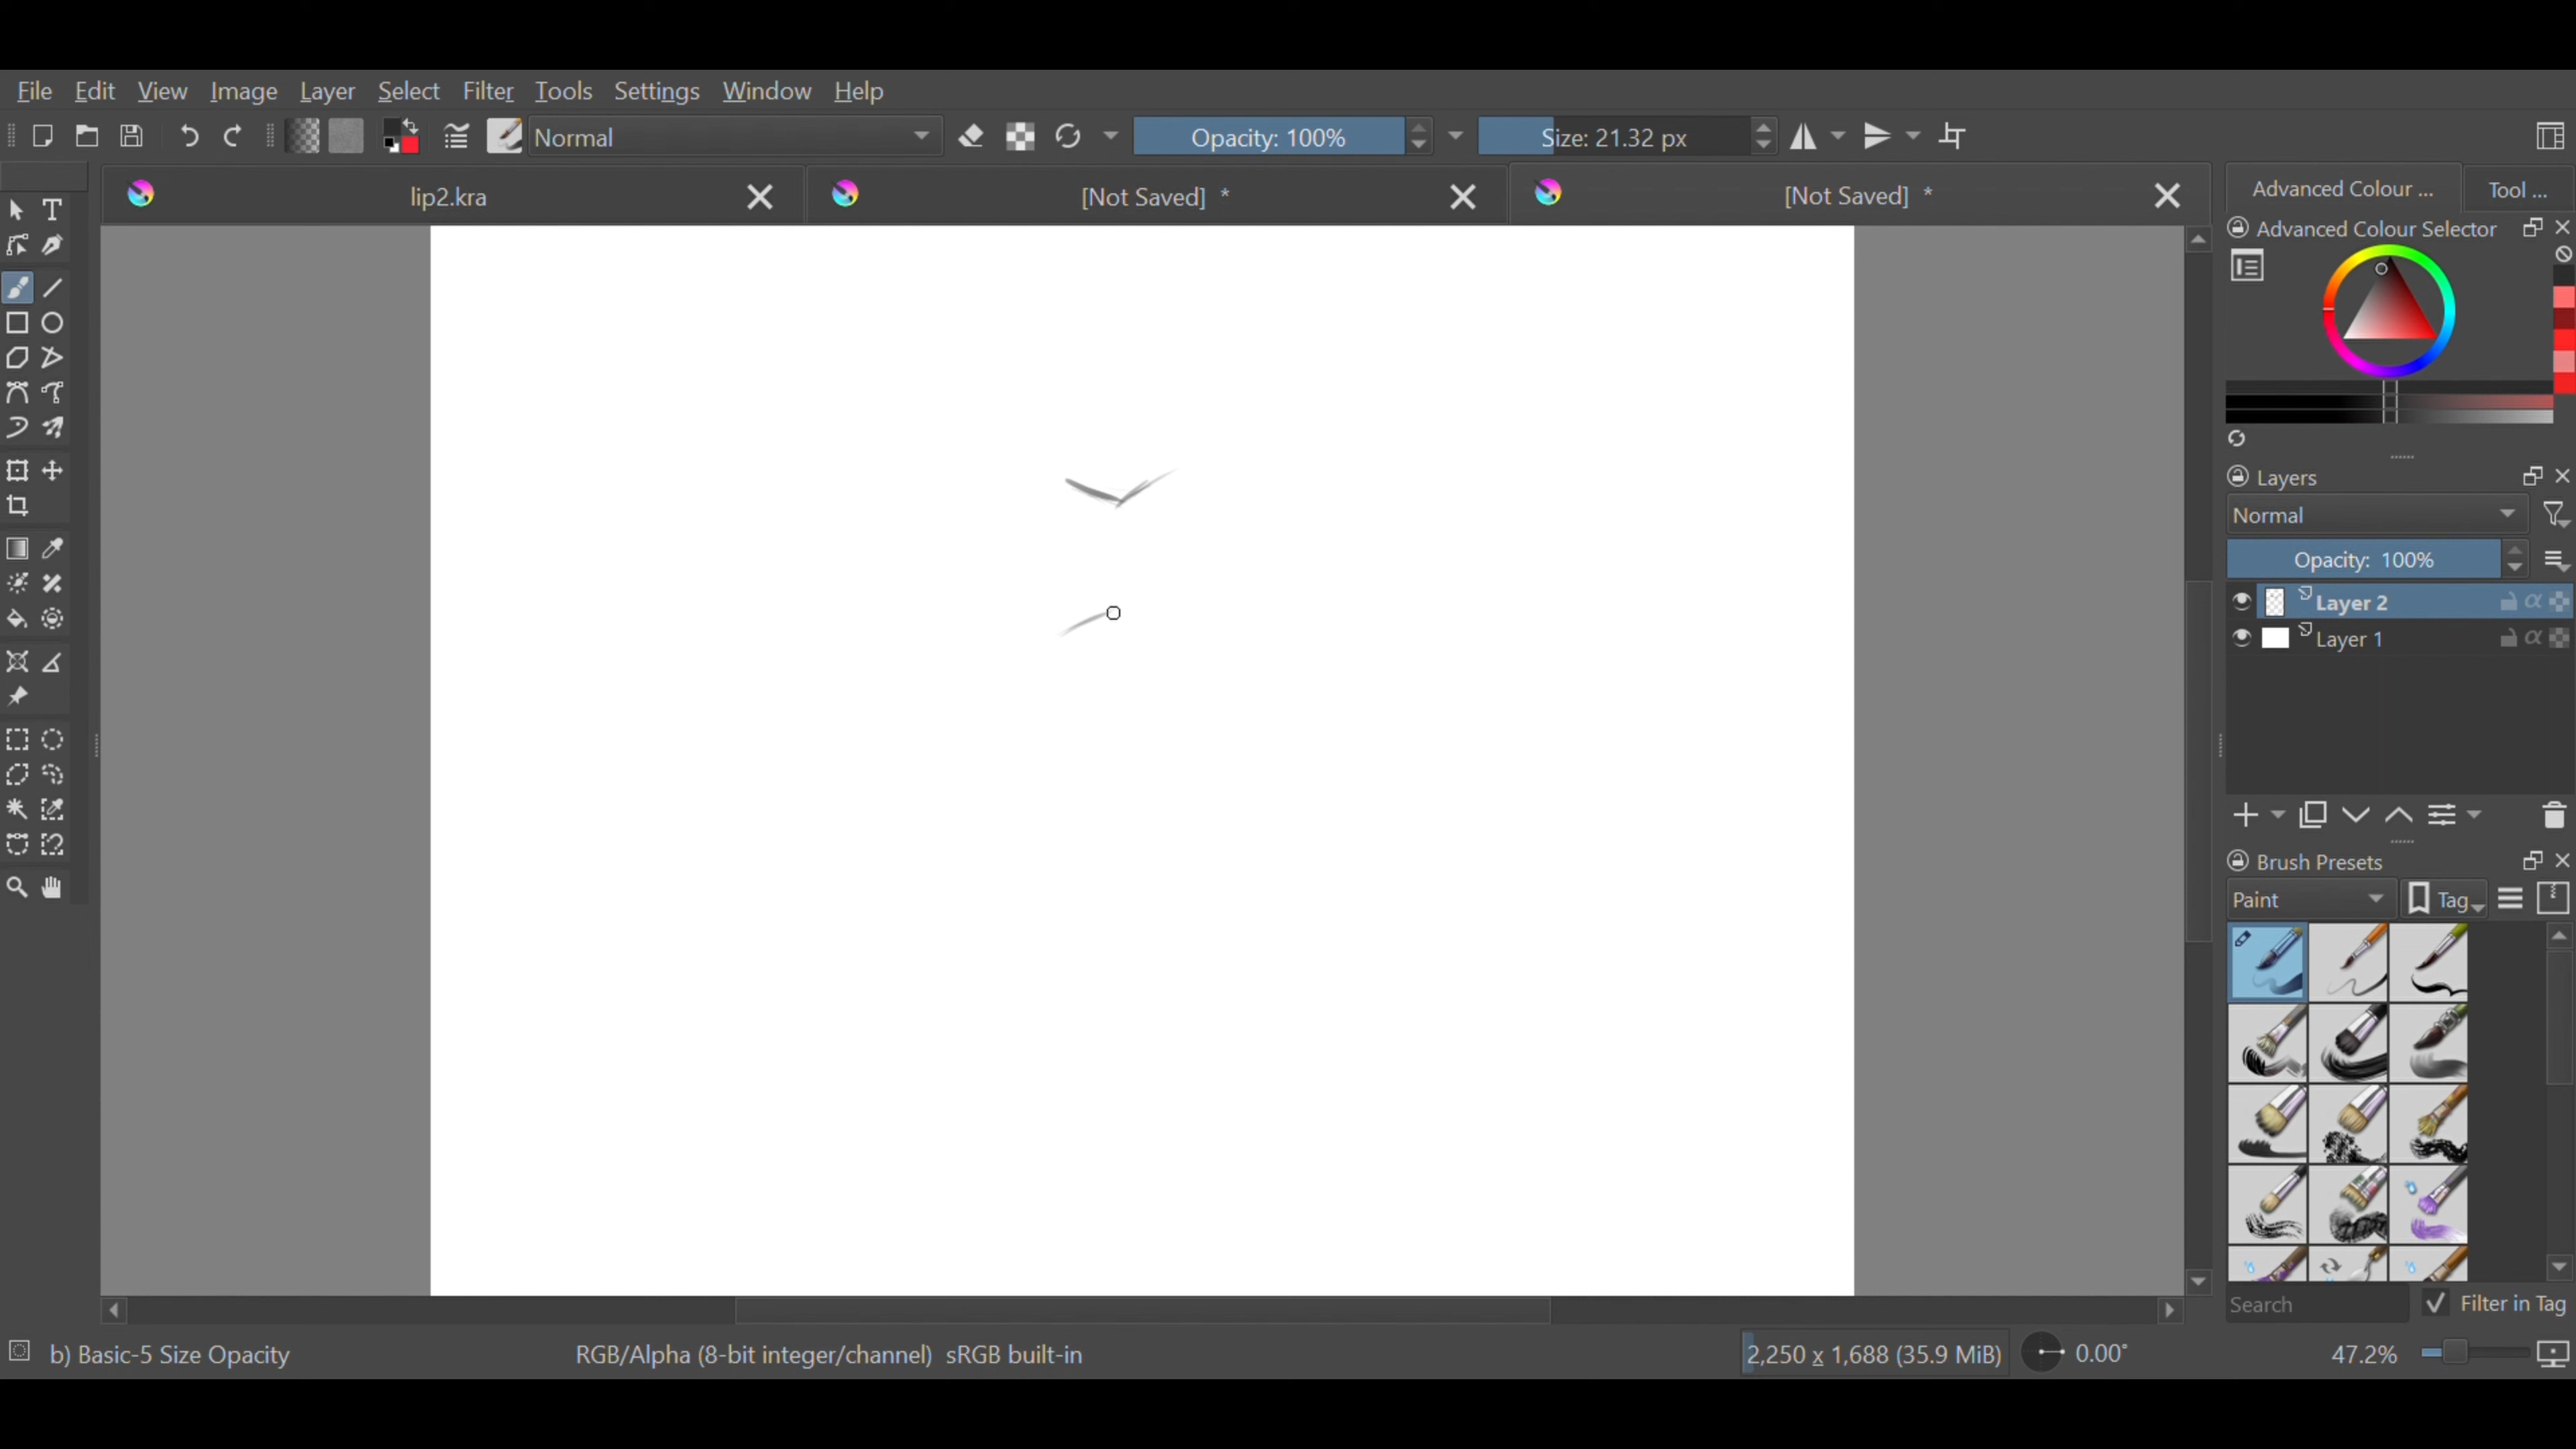 File Edit View Image Layer Select Filter Tools Settings Window Help
Normal Opacity: 100% Size: 21.32 px
lip2.kra [Not Saved] * [Not Saved] *
T
Advanced Colour ... Tool ...
Advanced Colour Selector
Layers
Normal
Opacity: 100%
Layer 2
Layer 1
Brush Presets
Paint Tag
Search Filter in Tag
b) Basic-5 Size Opacity RGB/Alpha (8-bit integer/channel) sRGB built-in 2,250 x 1,688 (35.9 MiB) 0.00° 47.2%